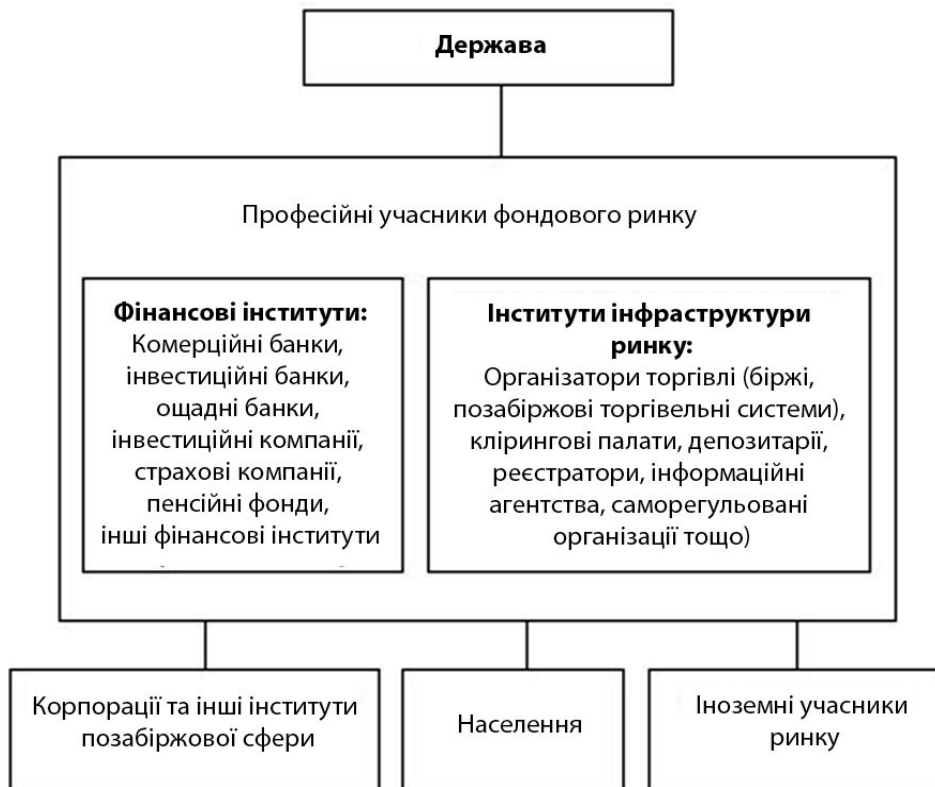 Держава
Професійні учасники фондового ринку
Фінансові інститути:
Комерційні банки,
інвестиційні банки,
ощадні банки,
інвестиційні компанії,
страхові компанії,
пенсійні фонди,
інші фінансові інститути
Інститути інфраструктури
ринку:
Організатори торгівлі (біржі,
позабіржові торгівельні системи),
клірингові палати, депозитарії,
реєстратори, інформаційні
агентства, саморегульовані
організації тощо)
Корпорації та інші інститути
позабіржової сфери
Населення
Іноземні учасники
ринку